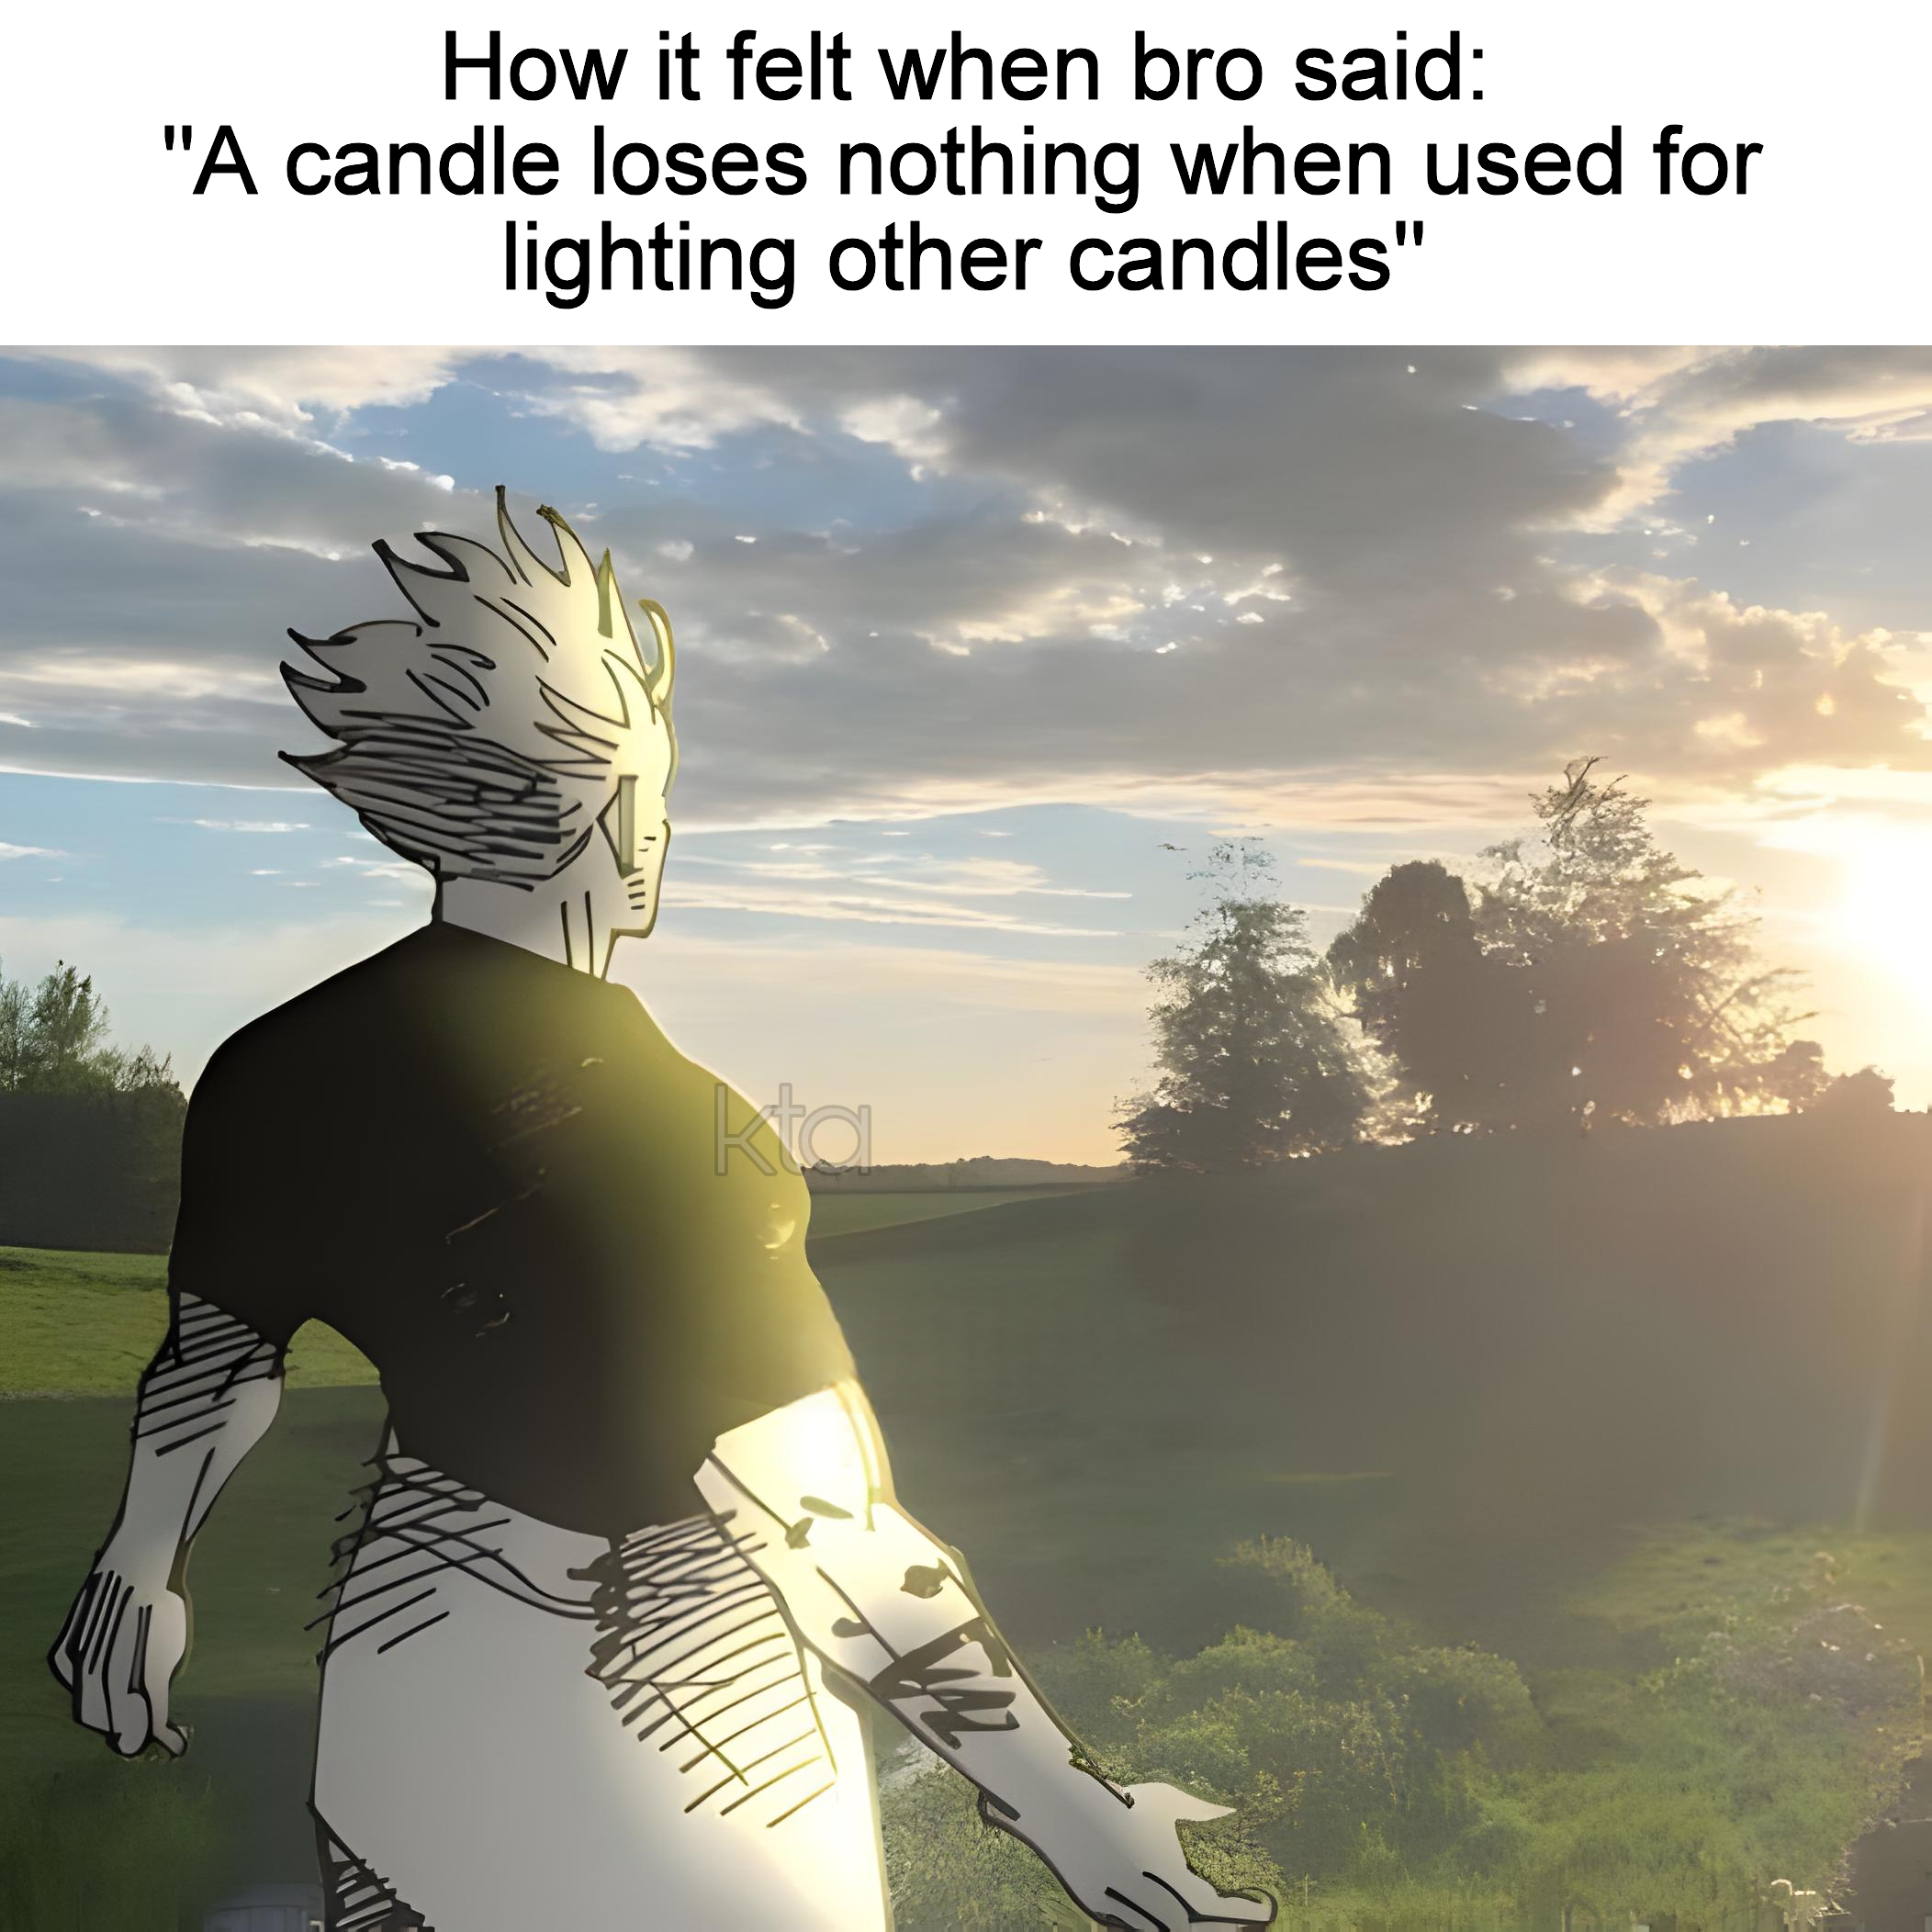 How it felt when bro said:
"A candle loses nothing when used for
lighting other candles"
kta